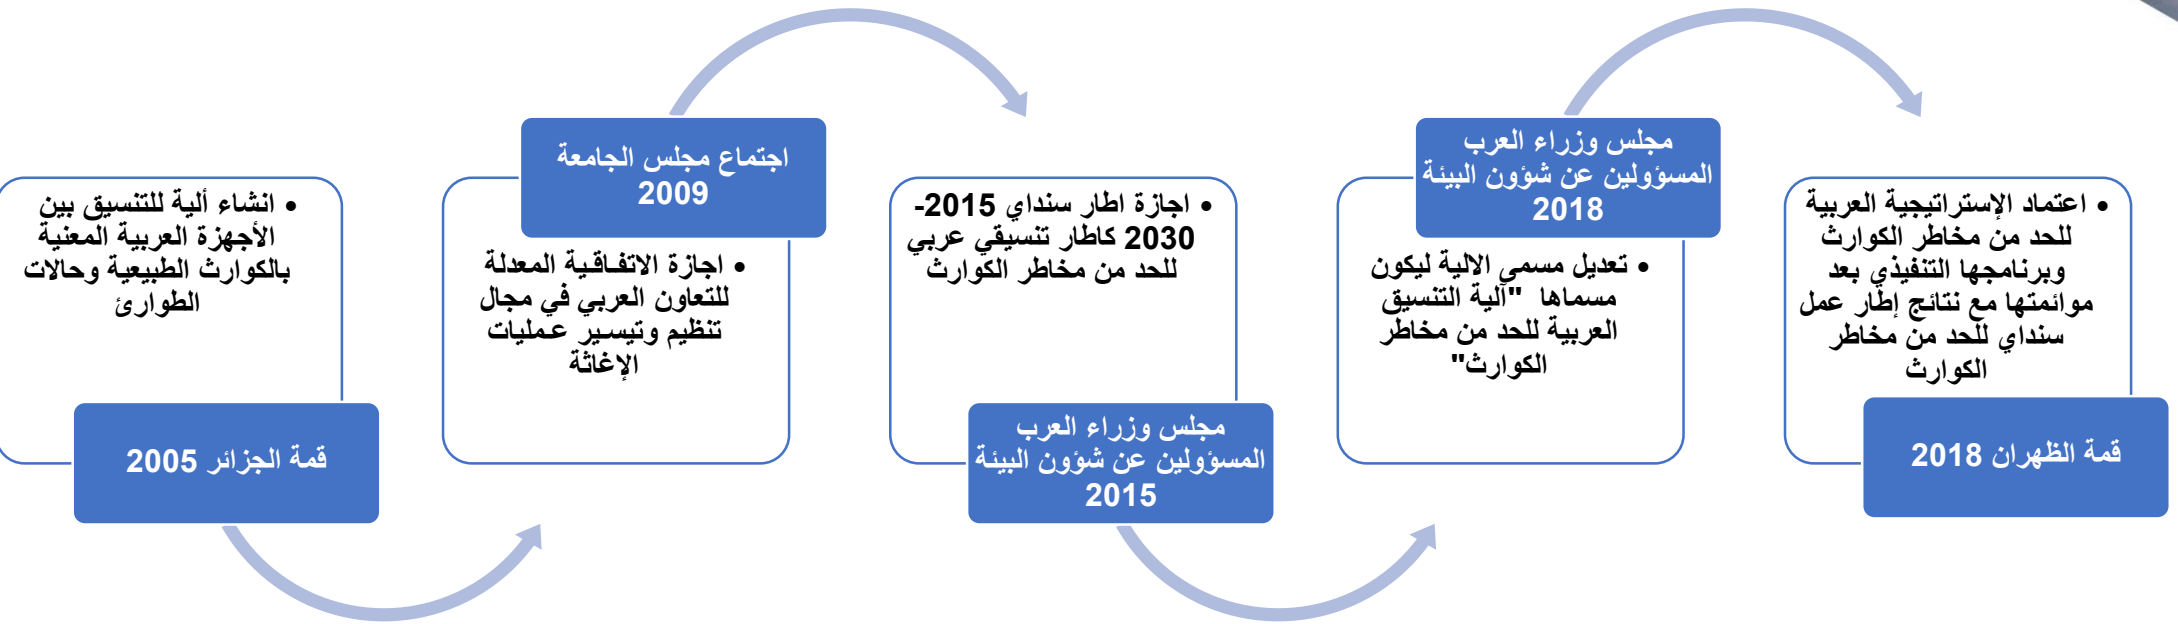 • انشاء ألية للتنسيق بين
الأجهزة العربية المعنية
بالكوارث الطبيعية وحالات
الطوارئ
قمة الجزائر 2005
اجتماع مجلس الجامعة
2009
• اجازة الاتفـاقـية المعدلة
للتعاون العربي في مجال
تنظيم وتيسـير عـمليات
الإغاثة
• اجازة اطار سنداي 2015-
2030 كاطار تنسيقي عربي
للحد من مخاطر الكوارث
مجلس وزراء العرب
المسؤولين عن شؤون البيئة
2015
مجلس وزراء العرب
المسؤولين عن شؤون البيئة
2018
• تعديل مسمى الالية ليكون
مسماها "آلية التنسيق
العربية للحد من مخاطر
الكوارث"
• اعتماد الإستراتيجية العربية
للحد من مخاطر الكوارث
وبرنامجها التنفيذي بعد
موائمتها مع نتائج إطار عمل
سنداي للحد من مخاطر
الكوارث
قمة الظهران 2018